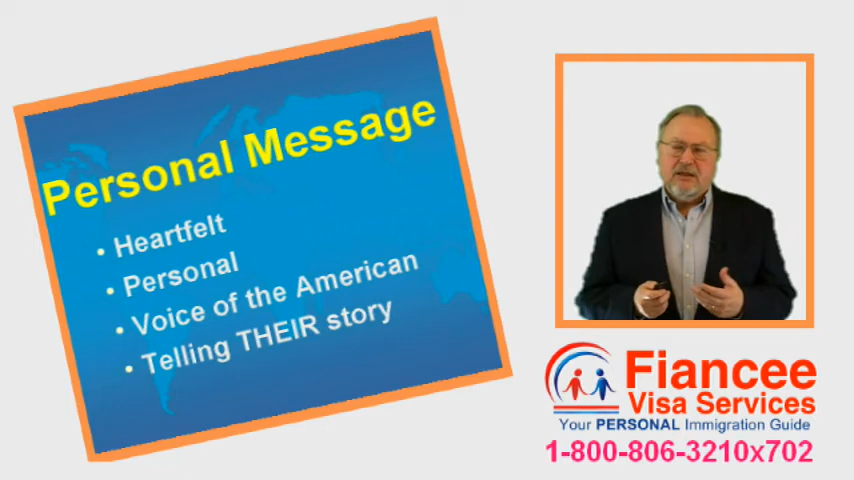 Personal Message
• Heartfelt
• Personal
• Voice of the American
• Telling THEIR story
Fiancee
Visa Services
Your PERSONAL Immigration Guide
1-800-806-3210x702